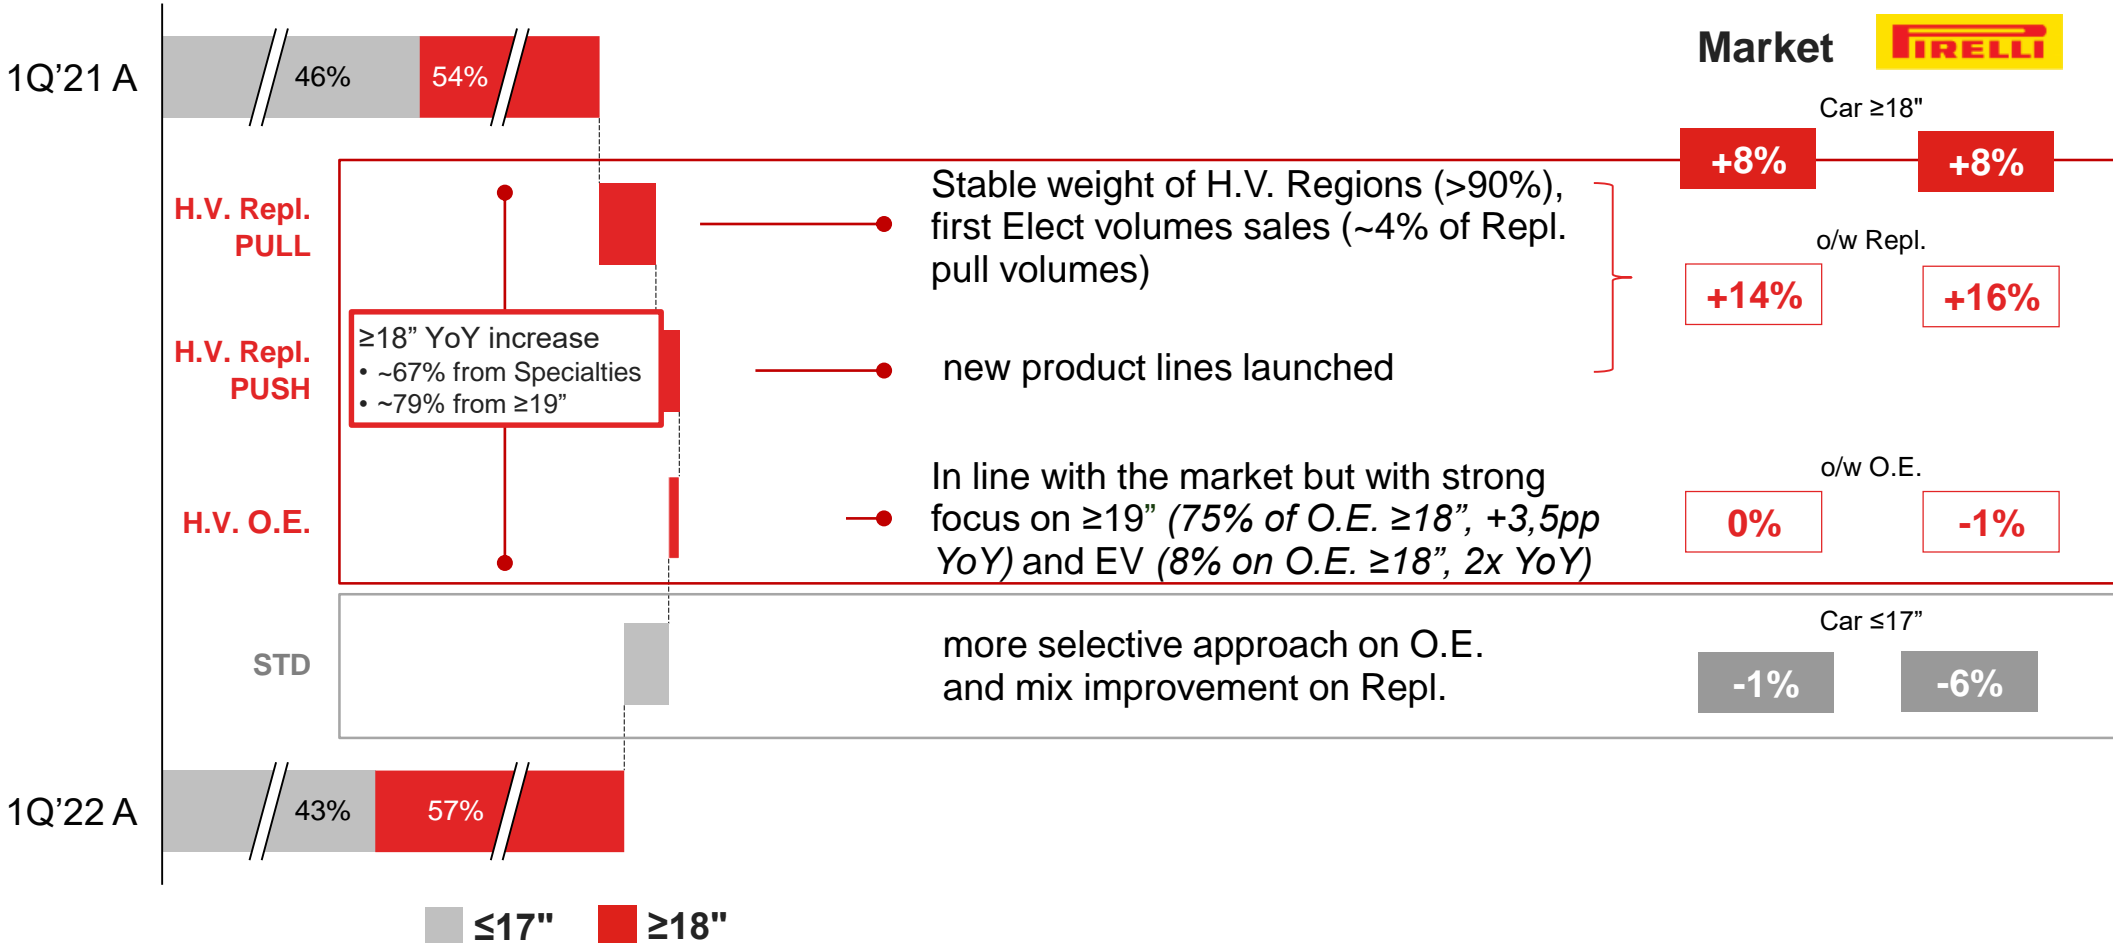 Market
PIRELLI
1Q’21 A
46%
54%
Car ≥18"
+8%
+8%
H.V. Repl.
PULL
Stable weight of H.V. Regions (>90%),
first Elect volumes sales (~4% of Repl.
pull volumes)
o/w Repl.
+14%
+16%
H.V. Repl.
PUSH
≥18” YoY increase
• ~67% from Specialties
• ~79% from ≥19”
new product lines launched
H.V. O.E.
In line with the market but with strong
focus on ≥19” (75% of O.E. ≥18”, +3,5pp
YoY) and EV (8% on O.E. ≥18”, 2x YoY)
o/w O.E.
0%
-1%
STD
more selective approach on O.E.
and mix improvement on Repl.
Car ≤17”
-1%
-6%
1Q’22 A
43%
57%
≤17"
≥18"